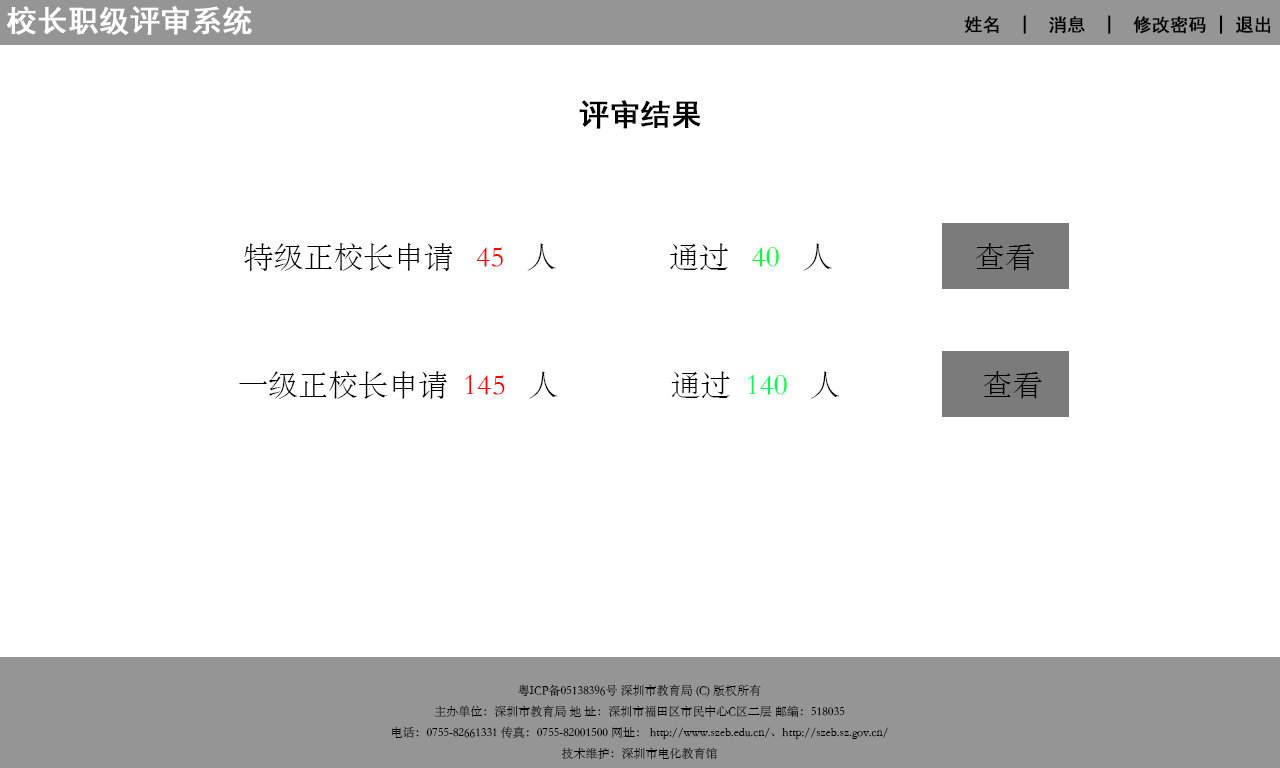 校长职级评审系统
姓名 | 消息 | 修改密码 | 退出
评审结果
特级正校长申请 45 人 通过 40 人 查看
一级正校长申请 145 人 通过 140 人 查看
粤ICP备05138396号 深圳市教育局 (C) 版权所有
主办单位：深圳市教育局 地 址：深圳市福田区市民中心C区二层 邮编：518035
电话：0755-82661331 传真：0755-82001500 网址： http://www.szeb.edu.cn/、http://szeb.sz.gov.cn/
技术维护：深圳市电化教育馆